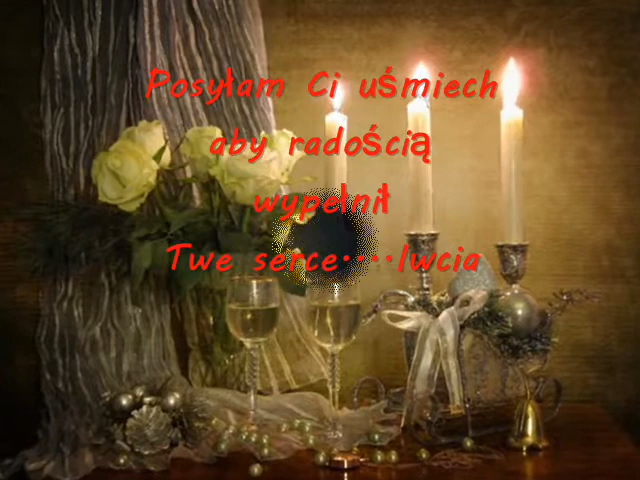 Posyłam Ci uśmiech
aby radością
wypełnił
Twe serce....Iwcia